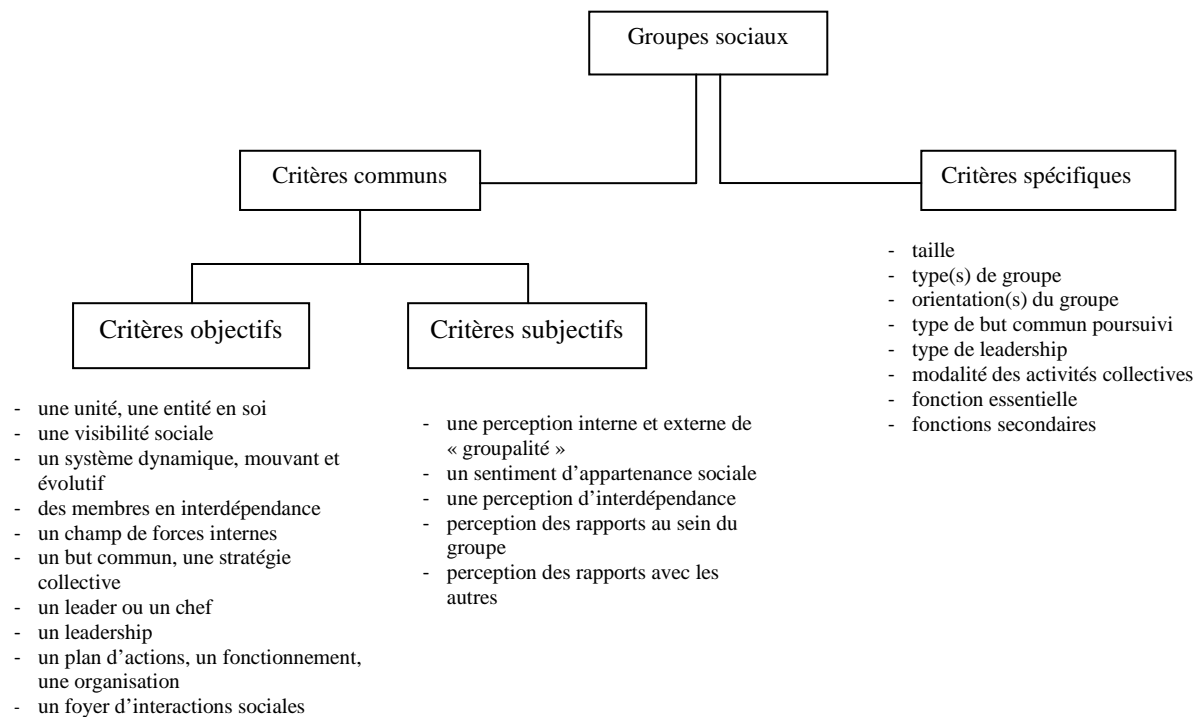 Groupes sociaux
Critères communs
Critères spécifiques
- taille
- type(s) de groupe
- orientation(s) du groupe
- type de but commun poursuivi
- type de leadership
- modalité des activités collectives
- fonction essentielle
- fonctions secondaires
Critères objectifs
Critères subjectifs
- une unité, une entité en soi
- une visibilité sociale
- un système dynamique, mouvant et
évolutif
- des membres en interdépendance
- un champ de forces internes
- un but commun, une stratégie
collective
- un leader ou un chef
- un leadership
- un plan d’actions, un fonctionnement,
une organisation
- un foyer d’interactions sociales
- une perception interne et externe de
« groupalité »
- un sentiment d’appartenance sociale
- une perception d’interdépendance
- perception des rapports au sein du
groupe
- perception des rapports avec les
autres